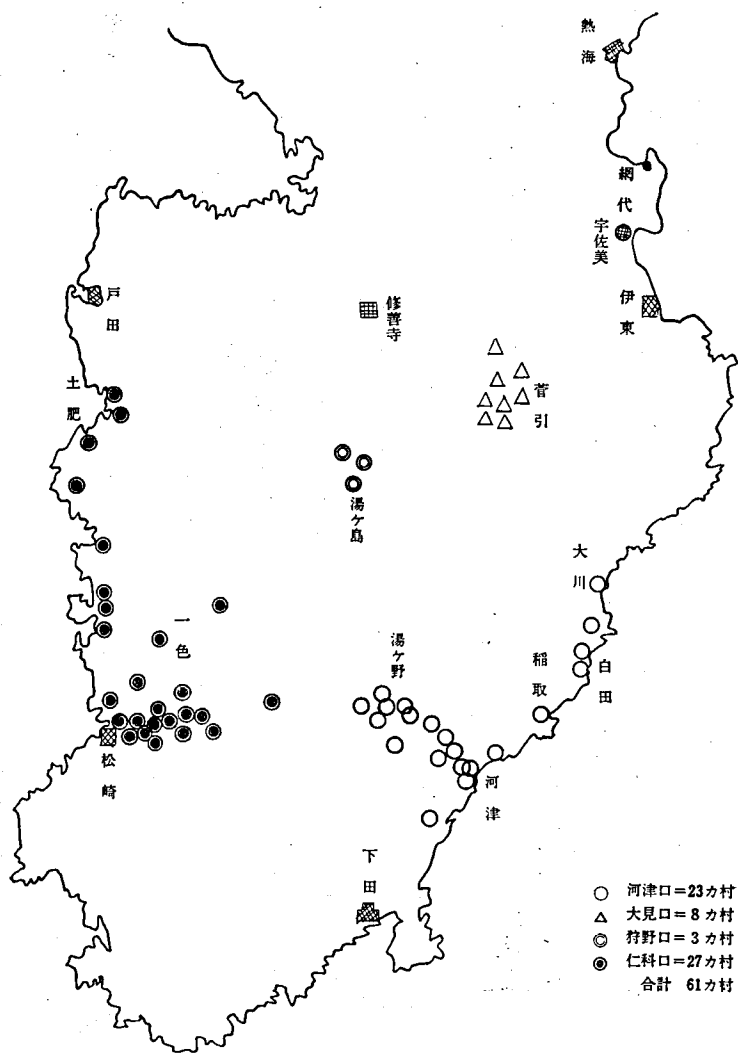 熱海
網代
宇佐美
伊東
戸田
修善寺
土肥
菅引
湯ケ島
大川
一色
湯ケ野
稲取
白田
松崎
河津
下田
○ 河津口=23カ村
△ 大見口=8カ村
◎ 狩野口=3カ村
◉ 仁科口=27カ村
合計 61カ村